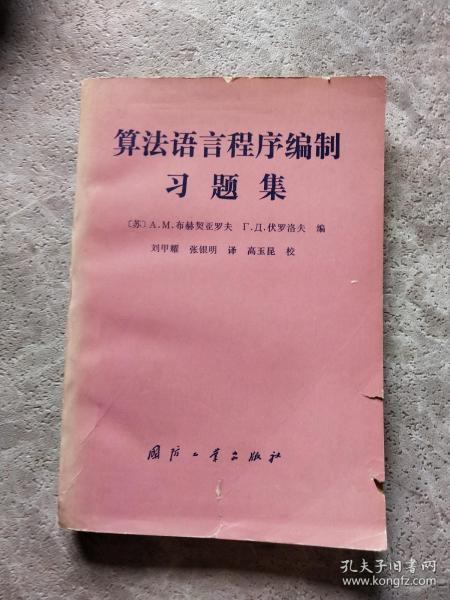 算法语言程序编制
习题集
〔苏〕A.M.布赫契亚罗夫 Г.Д.伏罗洛夫 编
刘甲耀 张银明 译 高玉昆 校
国防工业出版社
孔夫子旧书网
www.kongfz.com